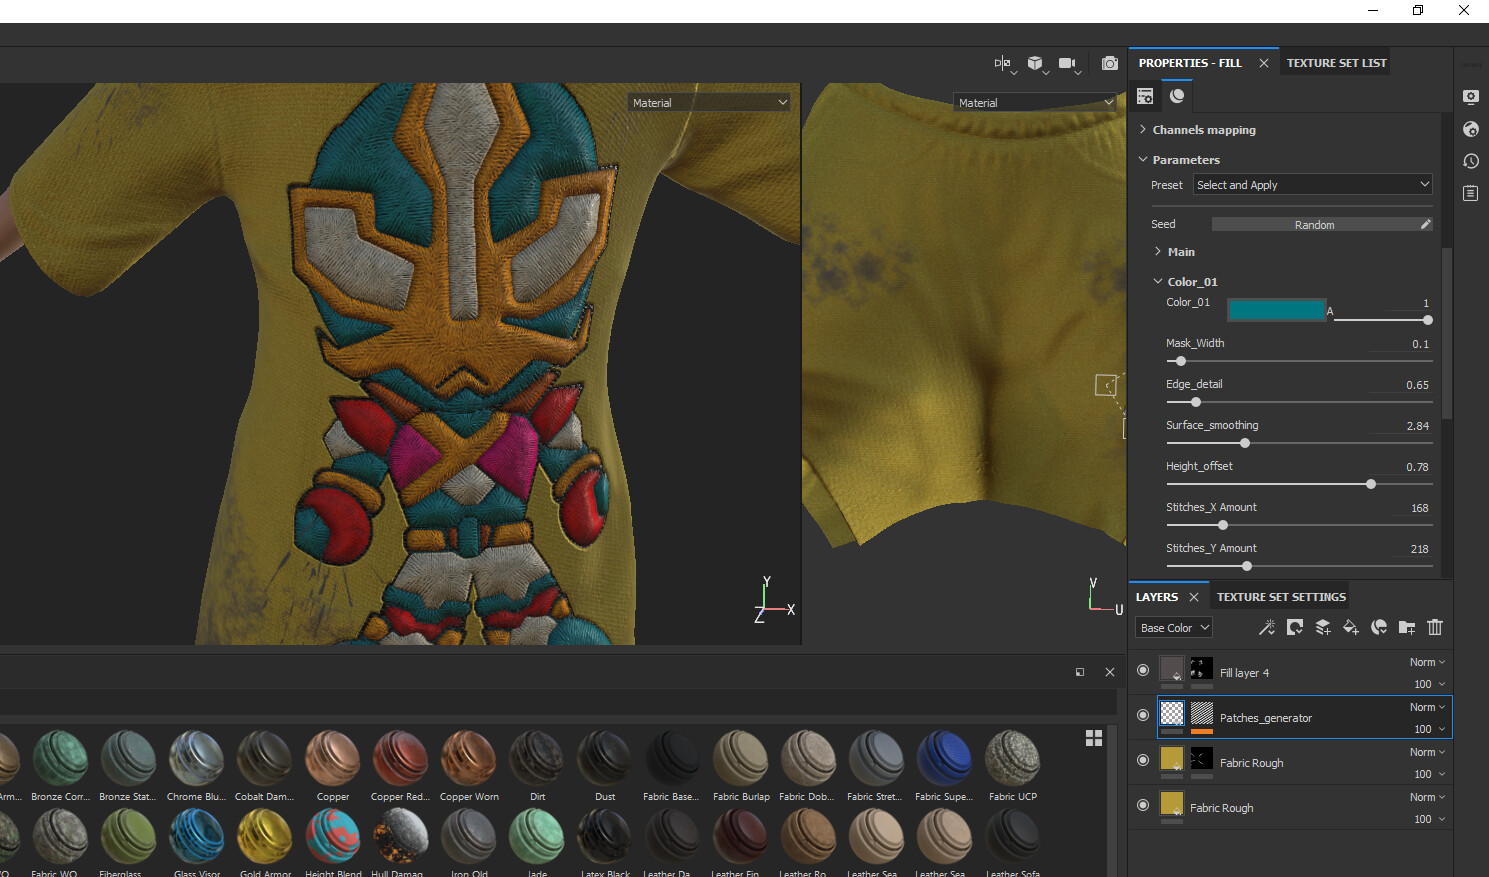 PROPERTIES - FILL
TEXTURE SET LIST
Material
Material
Channels mapping
Parameters
Preset Select and Apply
Seed Random
Main
Color_01
Color_01 A 1
Mask_Width 0.1
Edge_detail 0.65
Surface_smoothing 2.84
Height_offset 0.78
Stitches_X Amount 168
Stitches_Y Amount 218
Y
X
Z
V
U
LAYERS
TEXTURE SET SETTINGS
Base Color
Fill layer 4 Norm
100
Patches_generator Norm
100
Fabric Rough Norm
100
Fabric Rough Norm
100
Arm... Bronze Corr... Bronze Stat... Chrome Blu... Cobalt Dam... Copper Copper Red... Copper Worn Dirt Dust Fabric Base... Fabric Burlap Fabric Dob... Fabric Stret... Fabric Supe... Fabric UCP
Fabric WO... Fiberglass Glass Visor Gold Armor Height Blend Hull Damag... Iron Old Jade Latex Black Leather Da... Leather Fin... Leather Ro... Leather Sea... Leather Sea... Leather Sofa